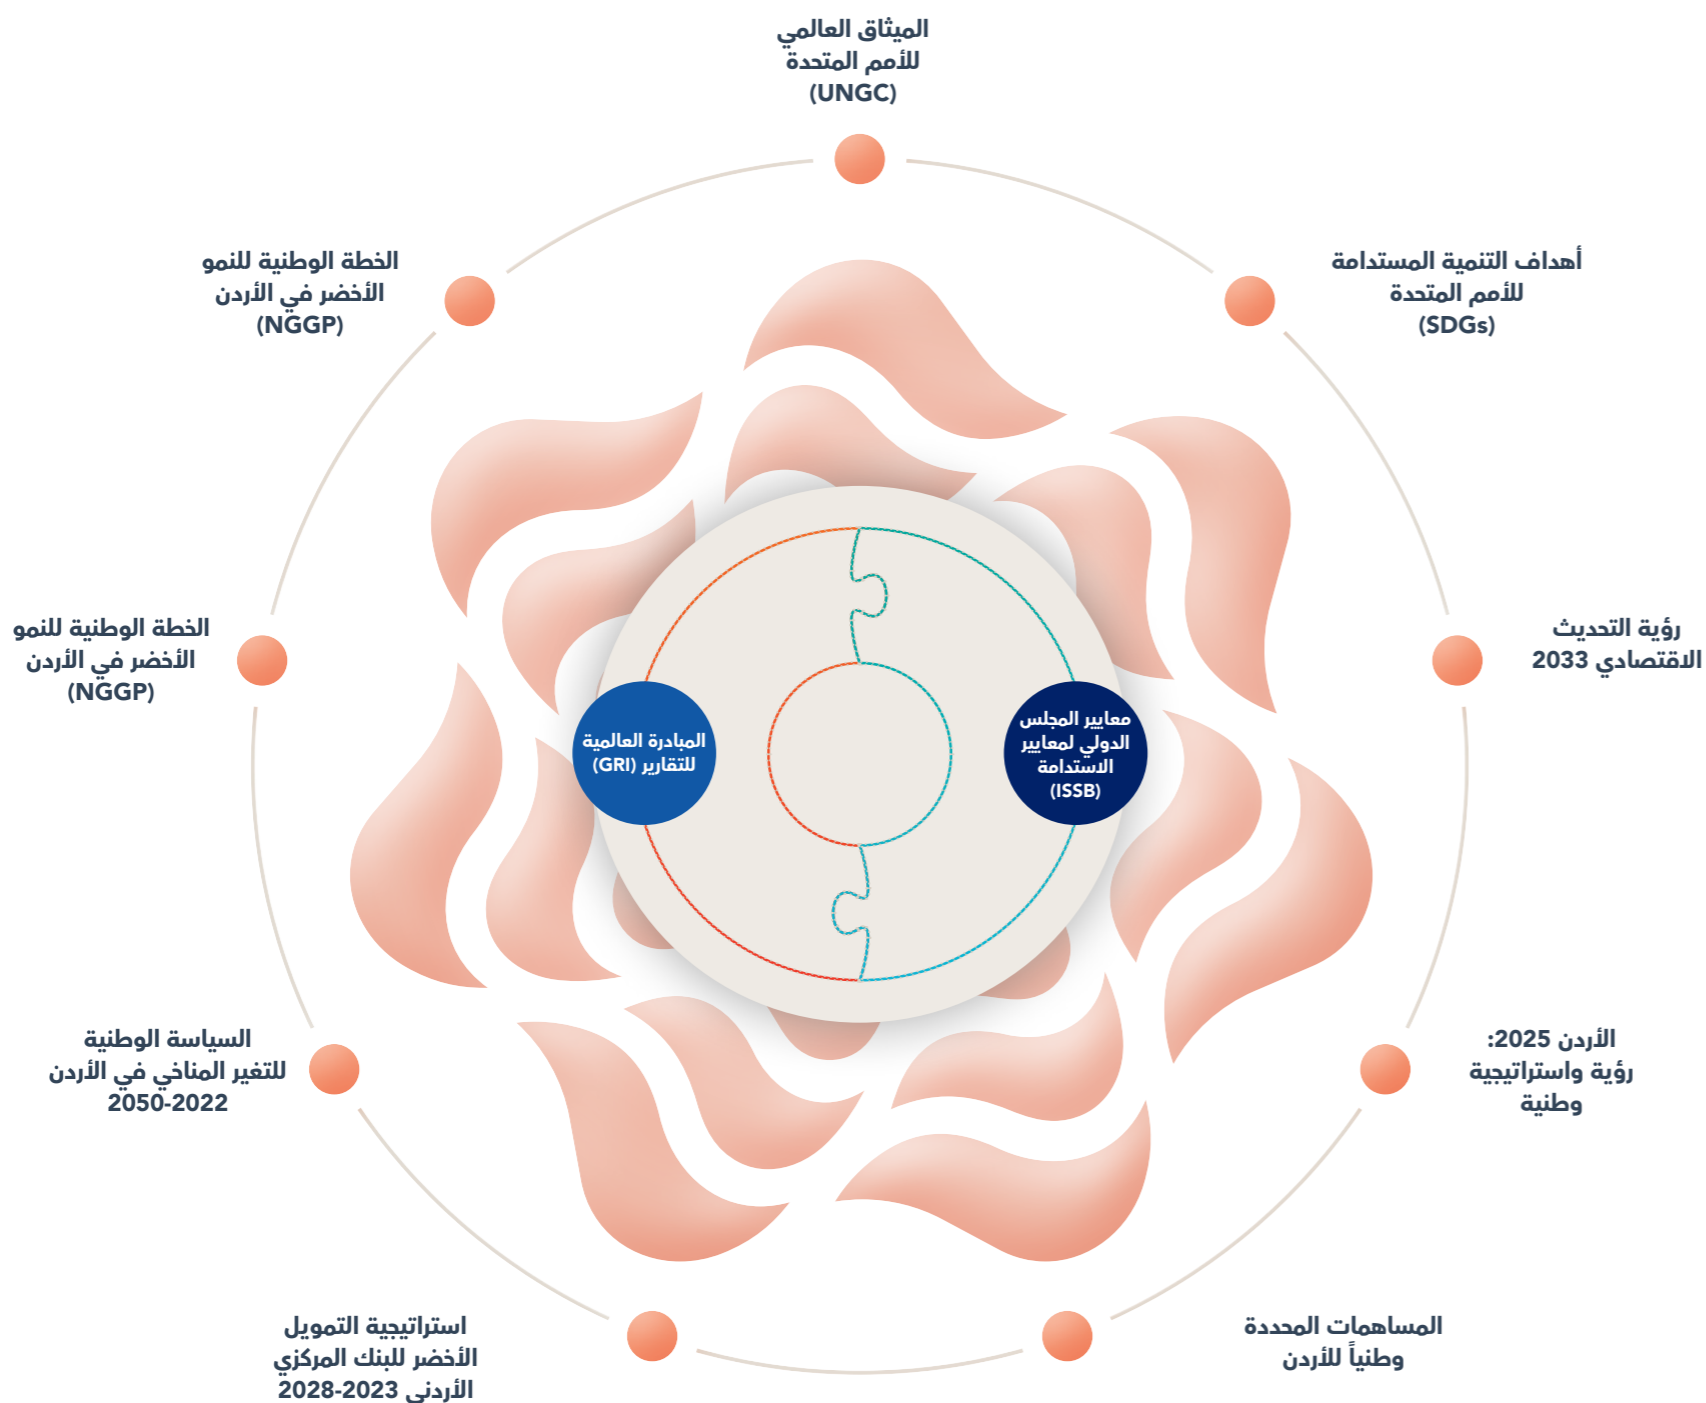 الميثاق العالمي
للأمم المتحدة
(UNGC)
أهداف التنمية المستدامة
للأمم المتحدة
(SDGs)
رؤية التحديث
الاقتصادي 2033
الأردن 2025:
رؤية واستراتيجية
وطنية
المساهمات المحددة
وطنياً للأردن
استراتيجية التمويل
الأخضر للبنك المركزي
الأردني 2023-2028
السياسة الوطنية
للتغير المناخي في الأردن
2022-2050
الخطة الوطنية للنمو
الأخضر في الأردن
(NGGP)
الخطة الوطنية للنمو
الأخضر في الأردن
(NGGP)
معايير المجلس
الدولي لمعايير
الاستدامة
(ISSB)
المبادرة العالمية
للتقارير (GRI)